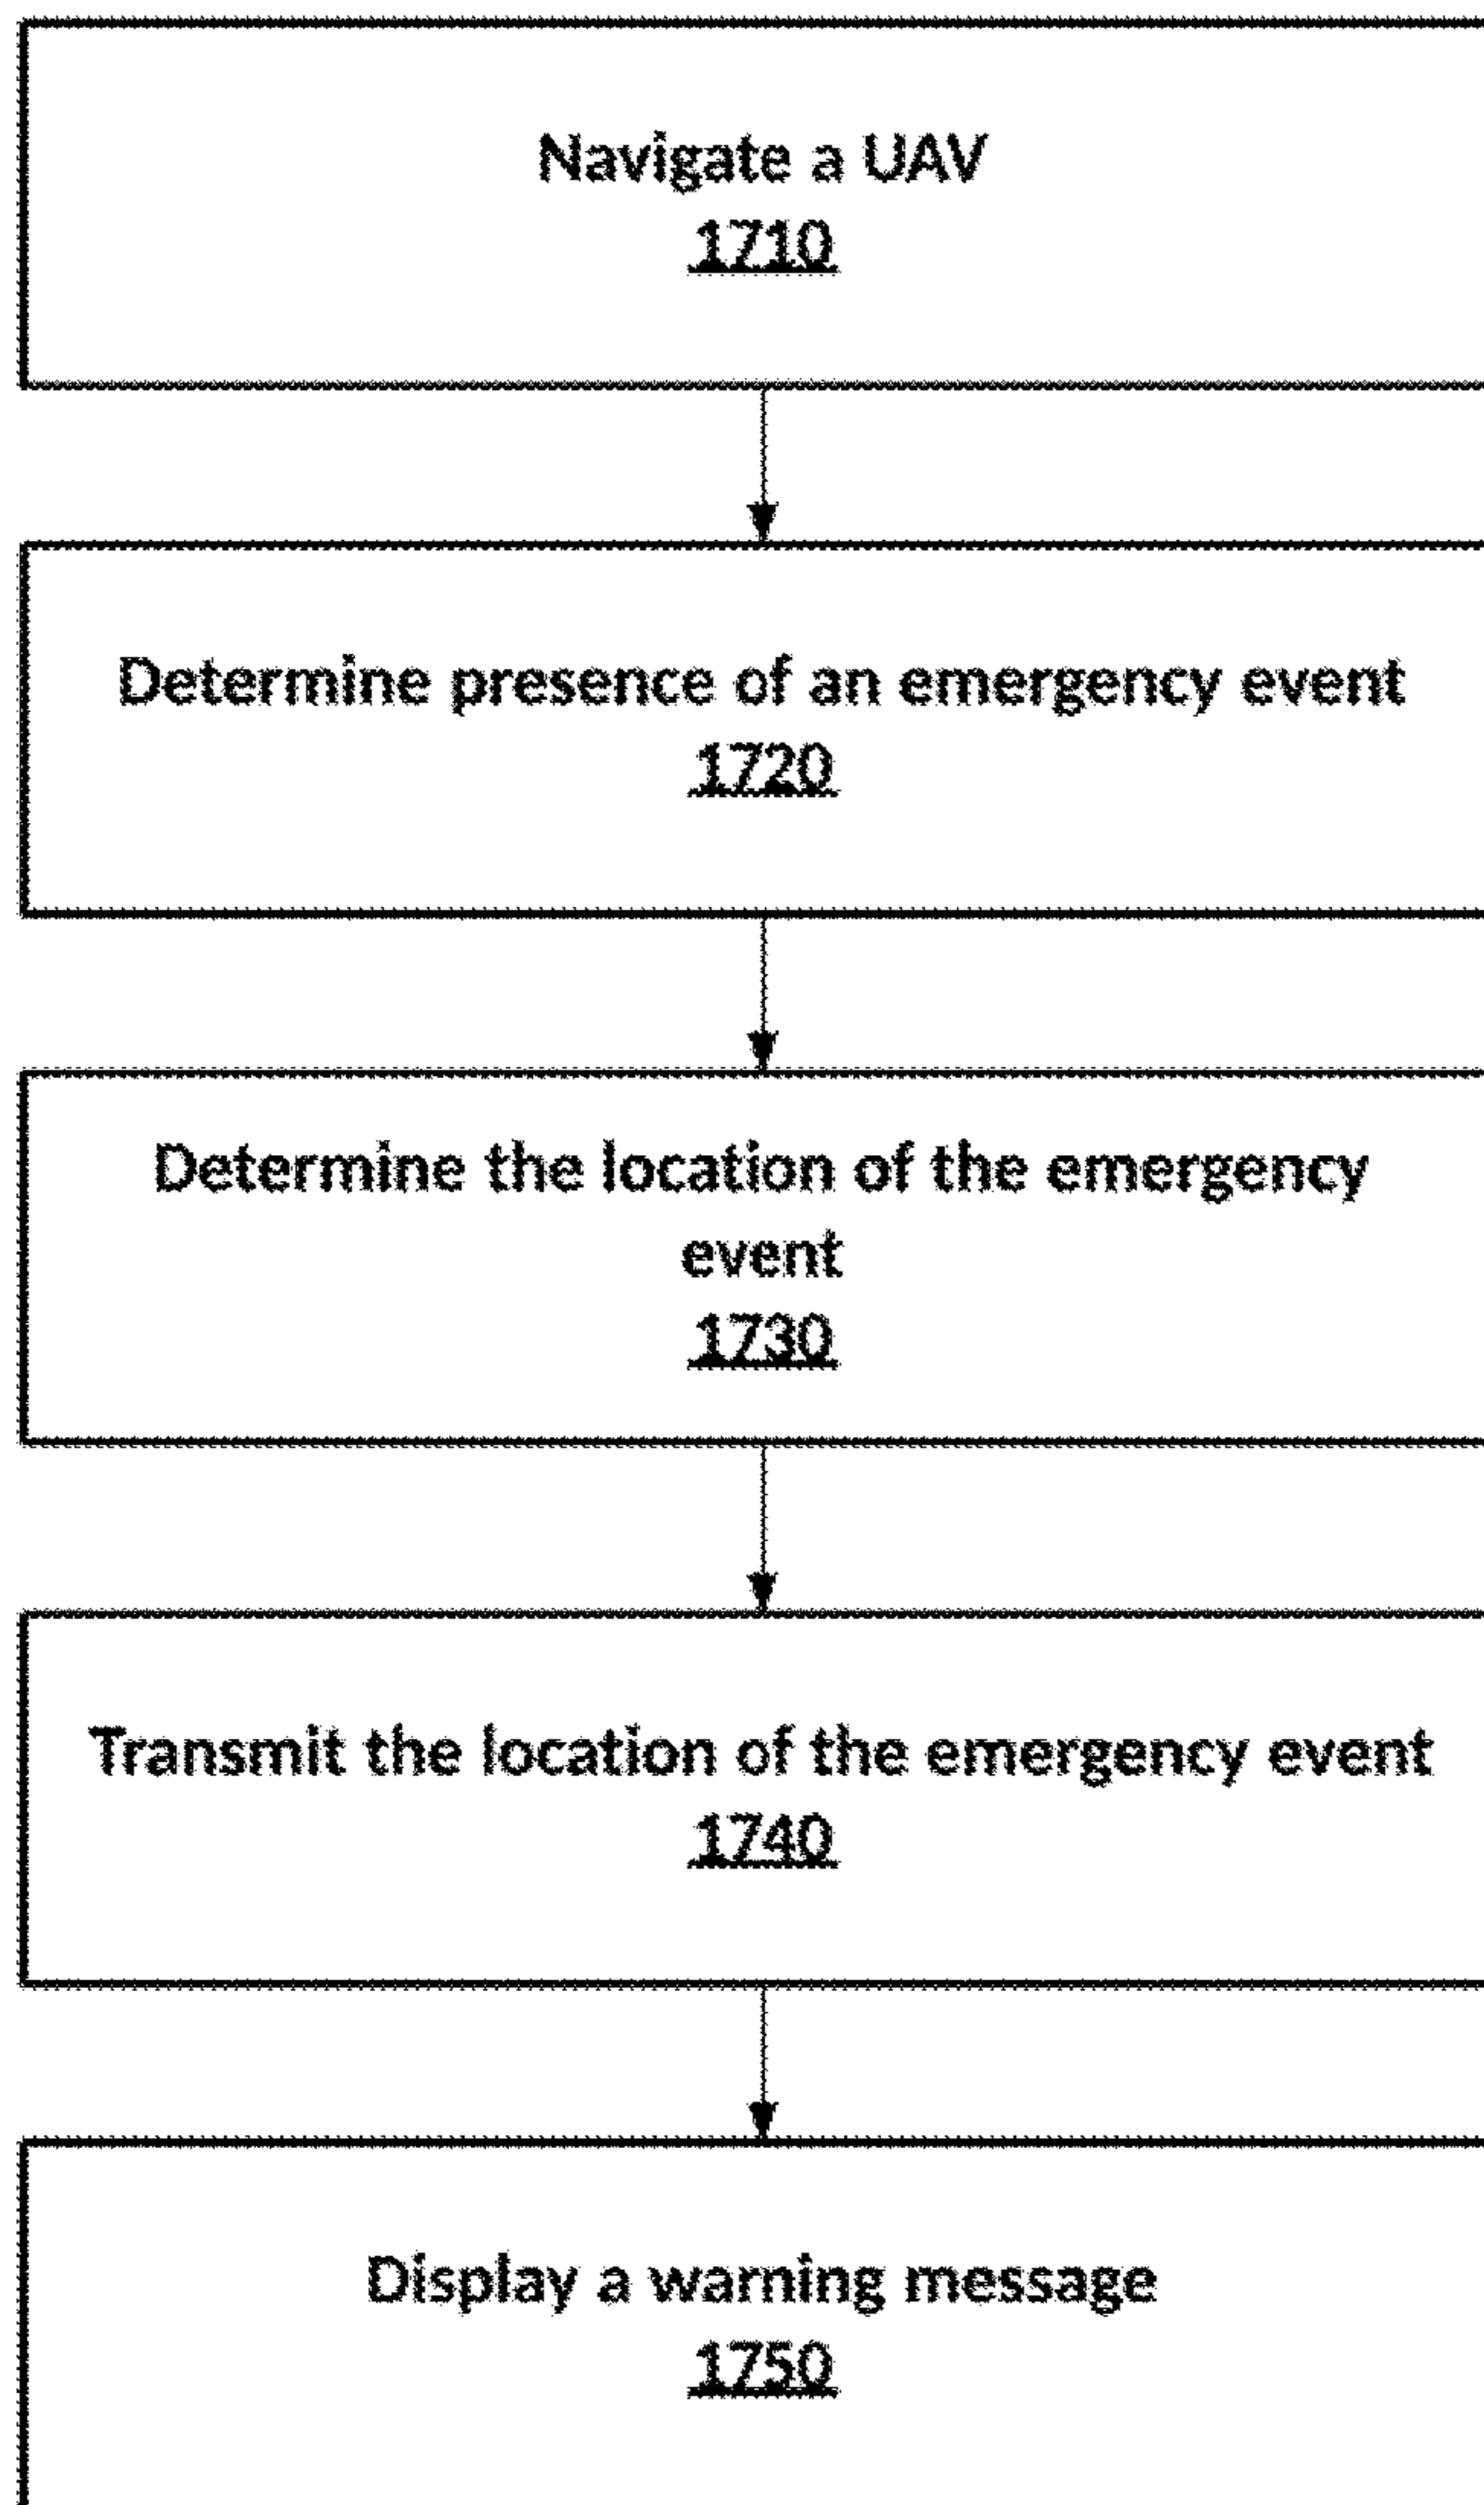 Navigate a UAV
1710
Determine presence of an emergency event
1720
Determine the location of the emergency
event
1730
Transmit the location of the emergency event
1740
Display a warning message
1750